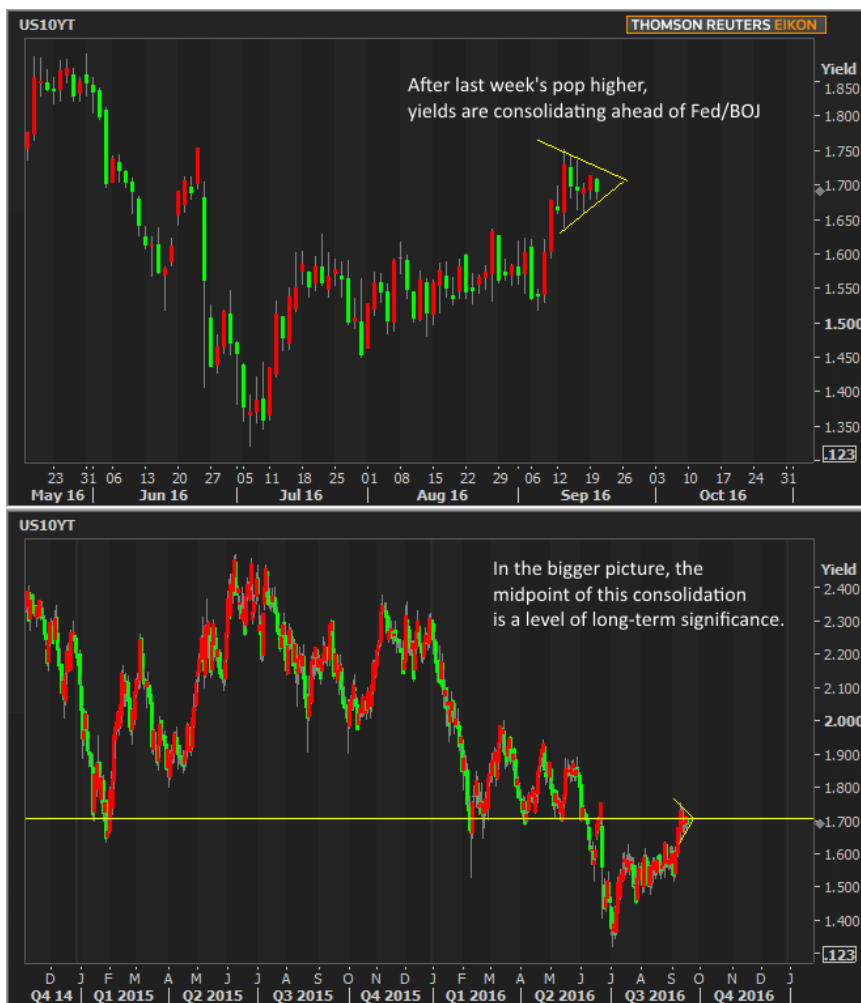 US10YT
THOMSON REUTERS EIKON
After last week's pop higher,
yields are consolidating ahead of Fed/BOJ
Yield
1.850
1.800
1.750
1.700
1.650
1.600
1.550
1.500
1.450
1.400
1.350
.123
23 31 06 13 20 27 05 11 18 25 01 08 15 22 29 06 12 19 26 03 10 17 24 31
May 16 Jun 16 Jul 16 Aug 16 Sep 16 Oct 16
US10YT
In the bigger picture, the
midpoint of this consolidation
is a level of long-term significance.
Yield
2.400
2.300
2.200
2.100
2.000
1.900
1.800
1.700
1.600
1.500
1.400
.123
D J F M A M J J A S O N D J F M A M J J A S O N D J
Q4 14 Q1 2015 Q2 2015 Q3 2015 Q4 2015 Q1 2016 Q2 2016 Q3 2016 Q4 2016